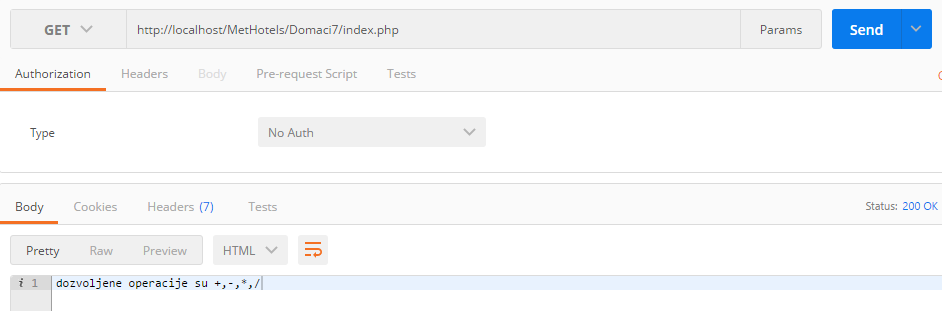 GET http://localhost/MetHotels/Domaci7/index.php Params Send
Authorization Headers Body Pre-request Script Tests
Type No Auth
Body Cookies Headers (7) Tests Status: 200 OK
Pretty Raw Preview HTML
i 1 dozvoljene operacije su +,-,*,/